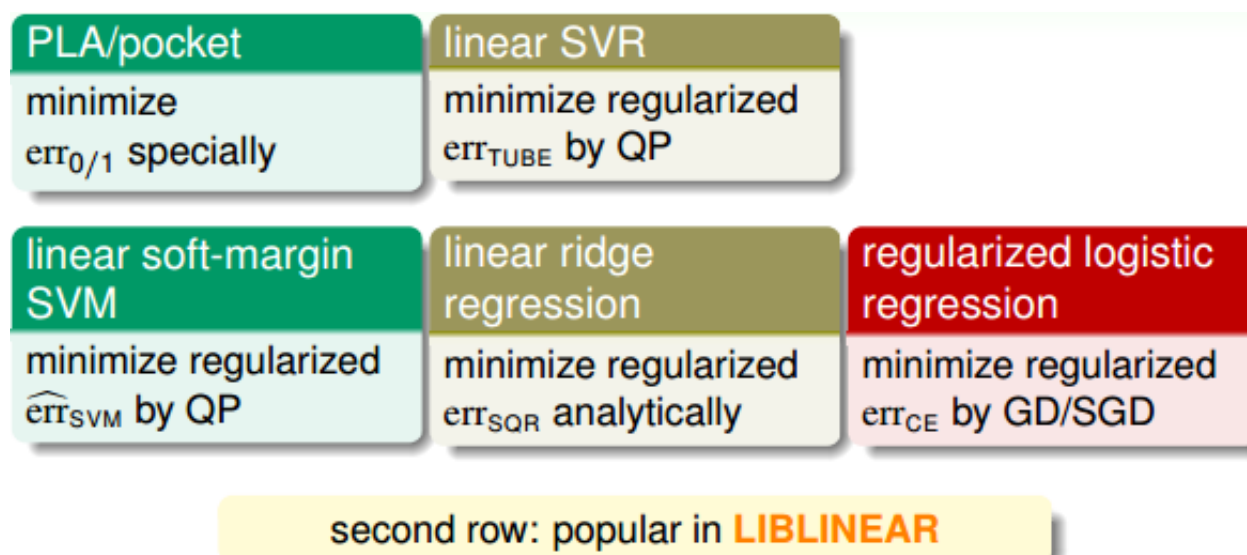 PLA/pocket
minimize
err0/1 specially
linear SVR
minimize regularized
errTUBE by QP
linear soft-margin
SVM
minimize regularized
êrrSVM by QP
linear ridge
regression
minimize regularized
errSQR analytically
regularized logistic
regression
minimize regularized
errCE by GD/SGD
second row: popular in LIBLINEAR